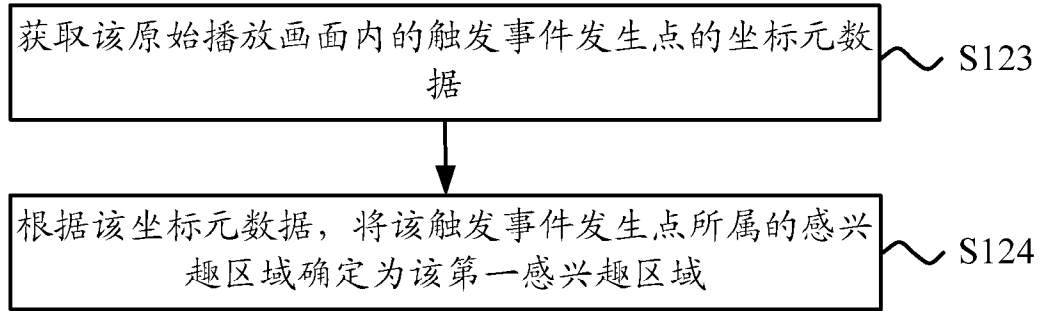 获取该原始播放画面内的触发事件发生点的坐标元数
据
S123
根据该坐标元数据，将该触发事件发生点所属的感兴
趣区域确定为该第一感兴趣区域
S124